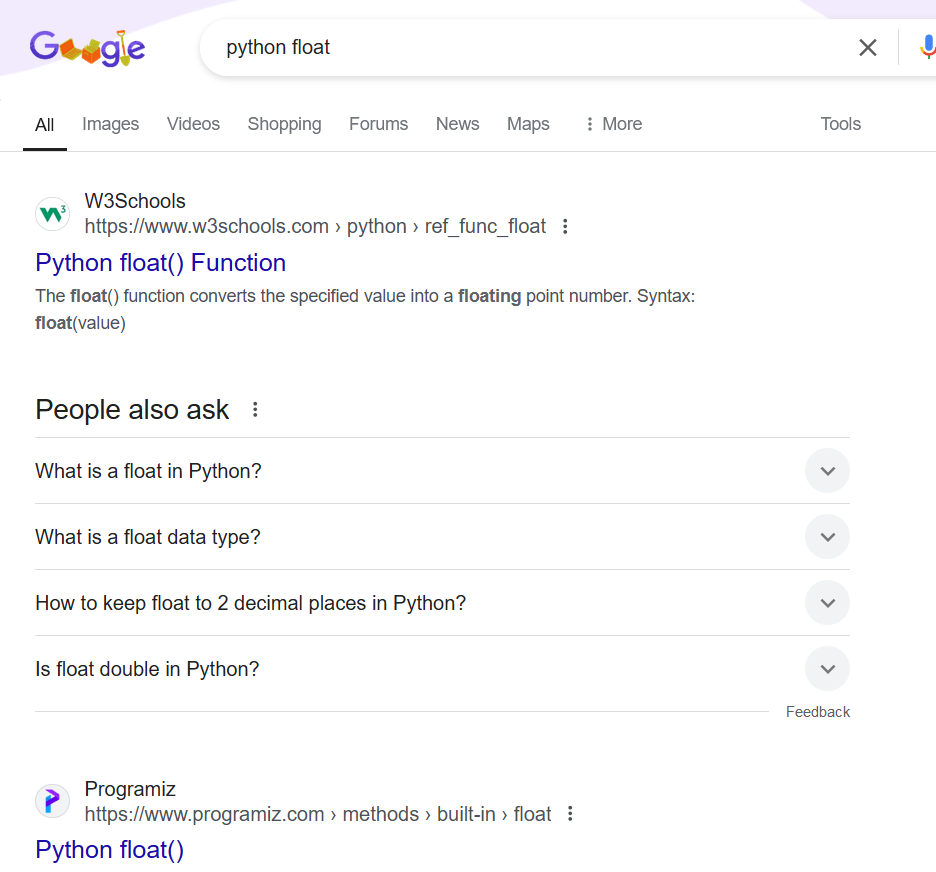 Google
python float
All Images Videos Shopping Forums News Maps More Tools
W3Schools
https://www.w3schools.com › python › ref_func_float
Python float() Function
The float() function converts the specified value into a floating point number. Syntax:
float(value)
People also ask
What is a float in Python?
What is a float data type?
How to keep float to 2 decimal places in Python?
Is float double in Python?
Feedback
Programiz
https://www.programiz.com › methods › built-in › float
Python float()